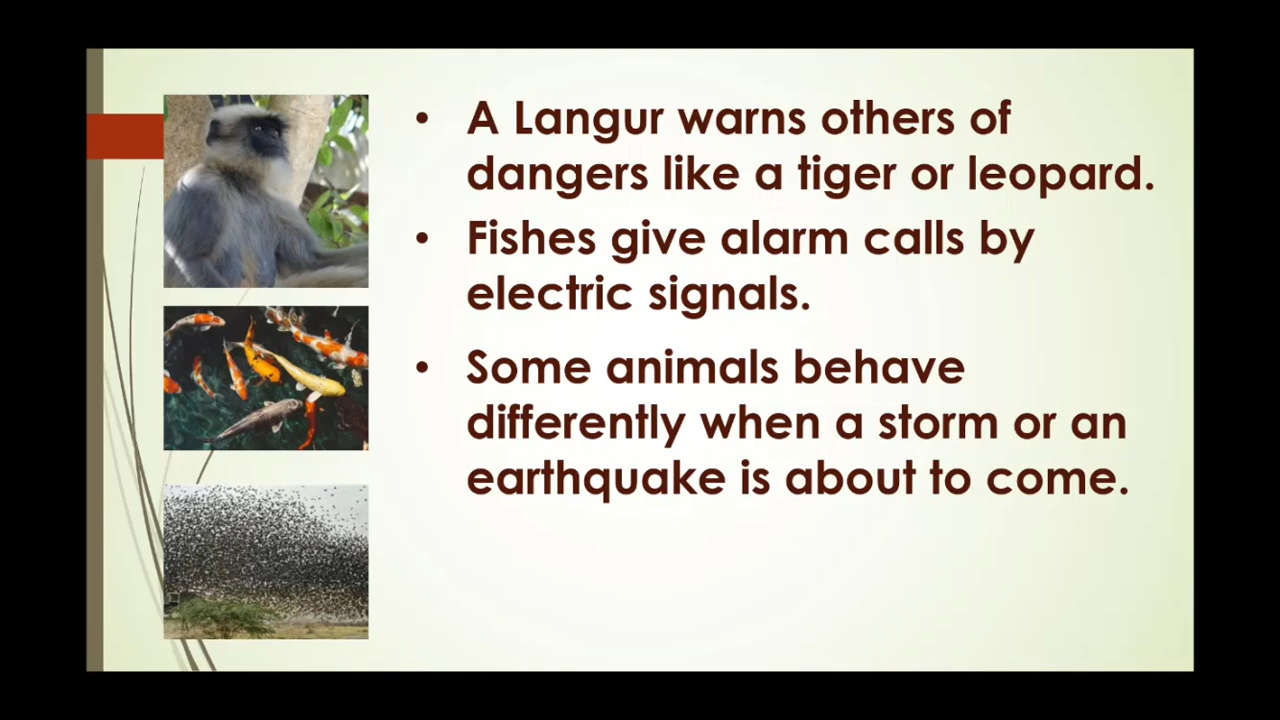 • A Langur warns others of
dangers like a tiger or leopard.
• Fishes give alarm calls by
electric signals.
• Some animals behave
differently when a storm or an
earthquake is about to come.